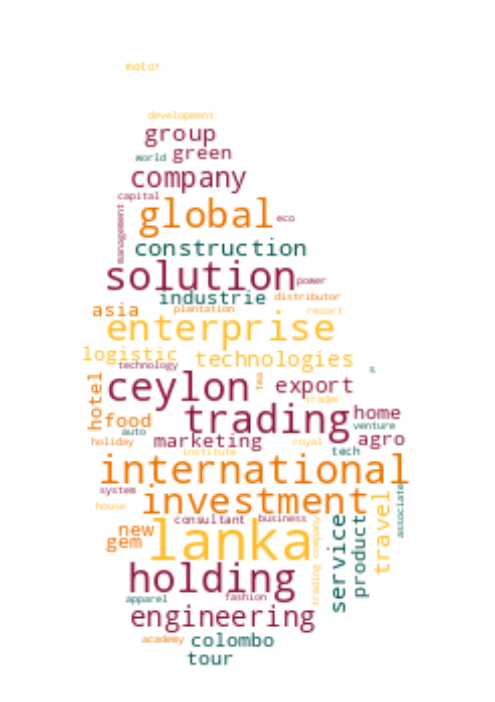 motor
development
group
world green
company
capital
management
global eco
construction
solution power
industrie distributor
asia plantation resort
enterprise
logistic technologies
technology s
hotel ceylon tea export
trader
food trading home
auto venture
holiday marketing agro
institute royal tech
international
system
house investment associate
consultant business travel
new lanka service product
gem trading company
holding
apparel fashion
engineering
academy colombo
tour